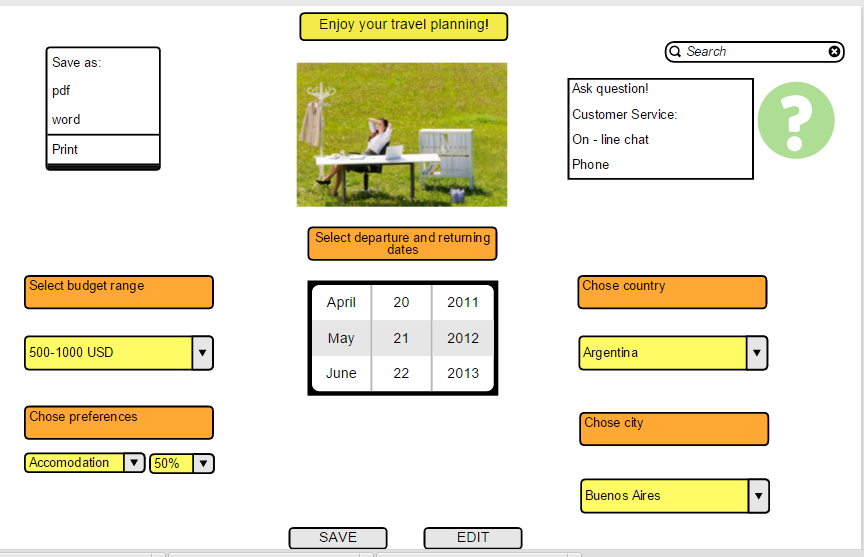 Enjoy your travel planning!
Search
Save as:
pdf
word
Print
Ask question!
Customer Service:
On - line chat
Phone
?
Select departure and returning
dates
Select budget range
500-1000 USD
Chose preferences
Accomodation 50%
April 20 2011
May 21 2012
June 22 2013
Chose country
Argentina
Chose city
Buenos Aires
SAVE EDIT